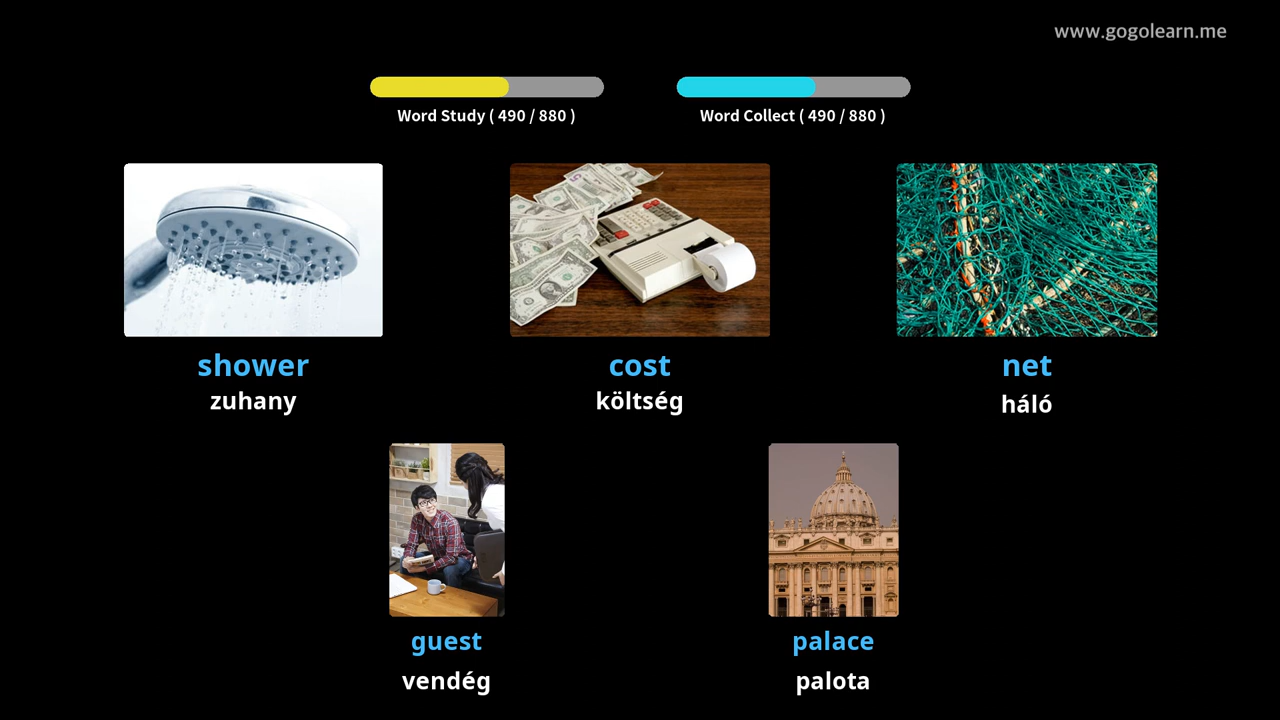 www.gogolearn.me
Word Study ( 490 / 880 )
Word Collect ( 490 / 880 )
shower
zuhany
cost
költség
net
háló
guest
vendég
palace
palota